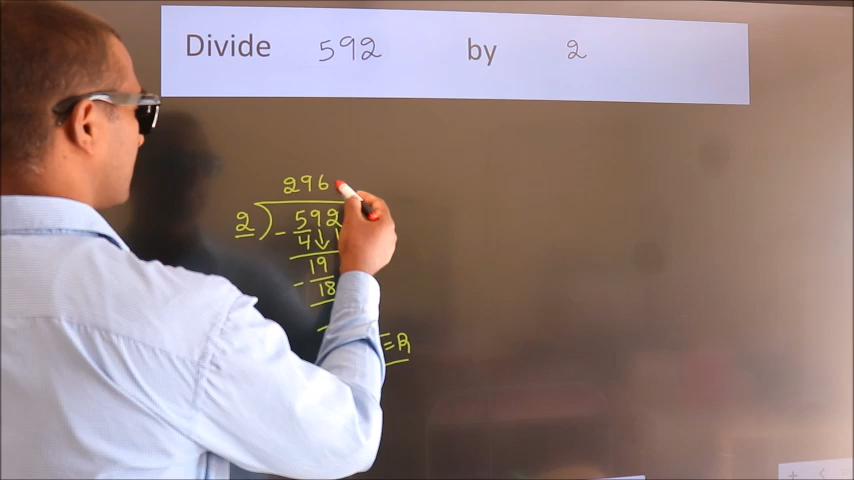 Divide 592 by 2
296
2 ) 592
- 4 ↓
19
- 18
-
= R